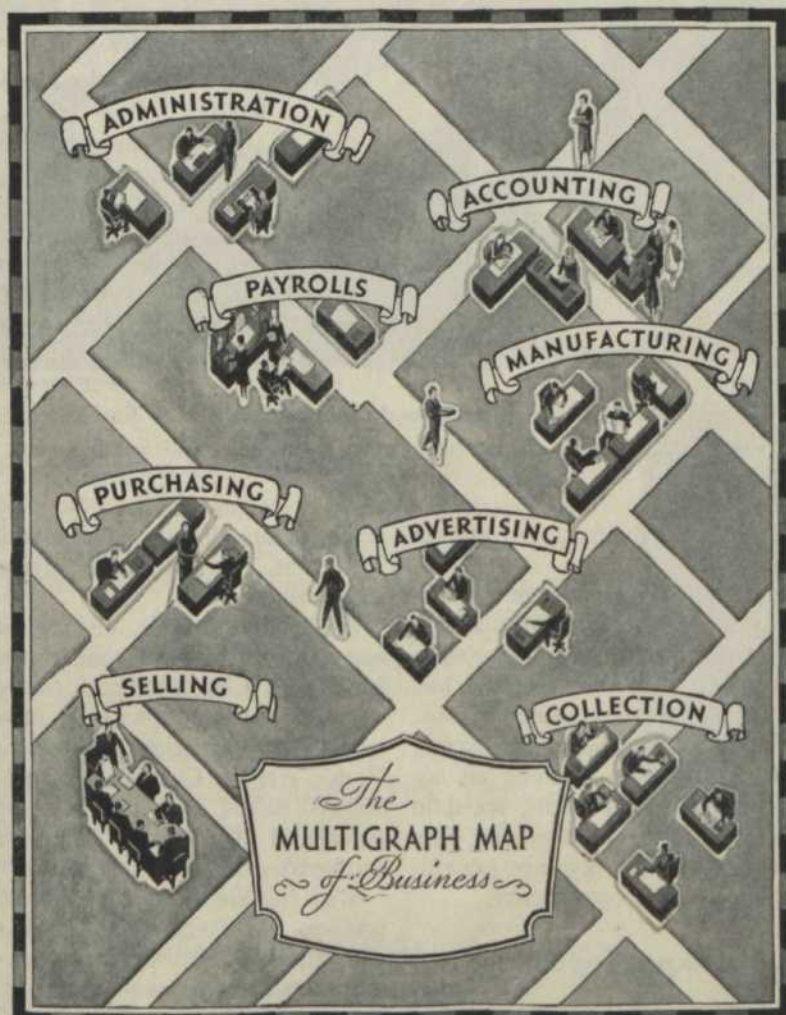 ADMINISTRATION
ACCOUNTING
PAYROLLS
MANUFACTURING
PURCHASING
ADVERTISING
SELLING
COLLECTION
The
MULTIGRAPH MAP
of Business